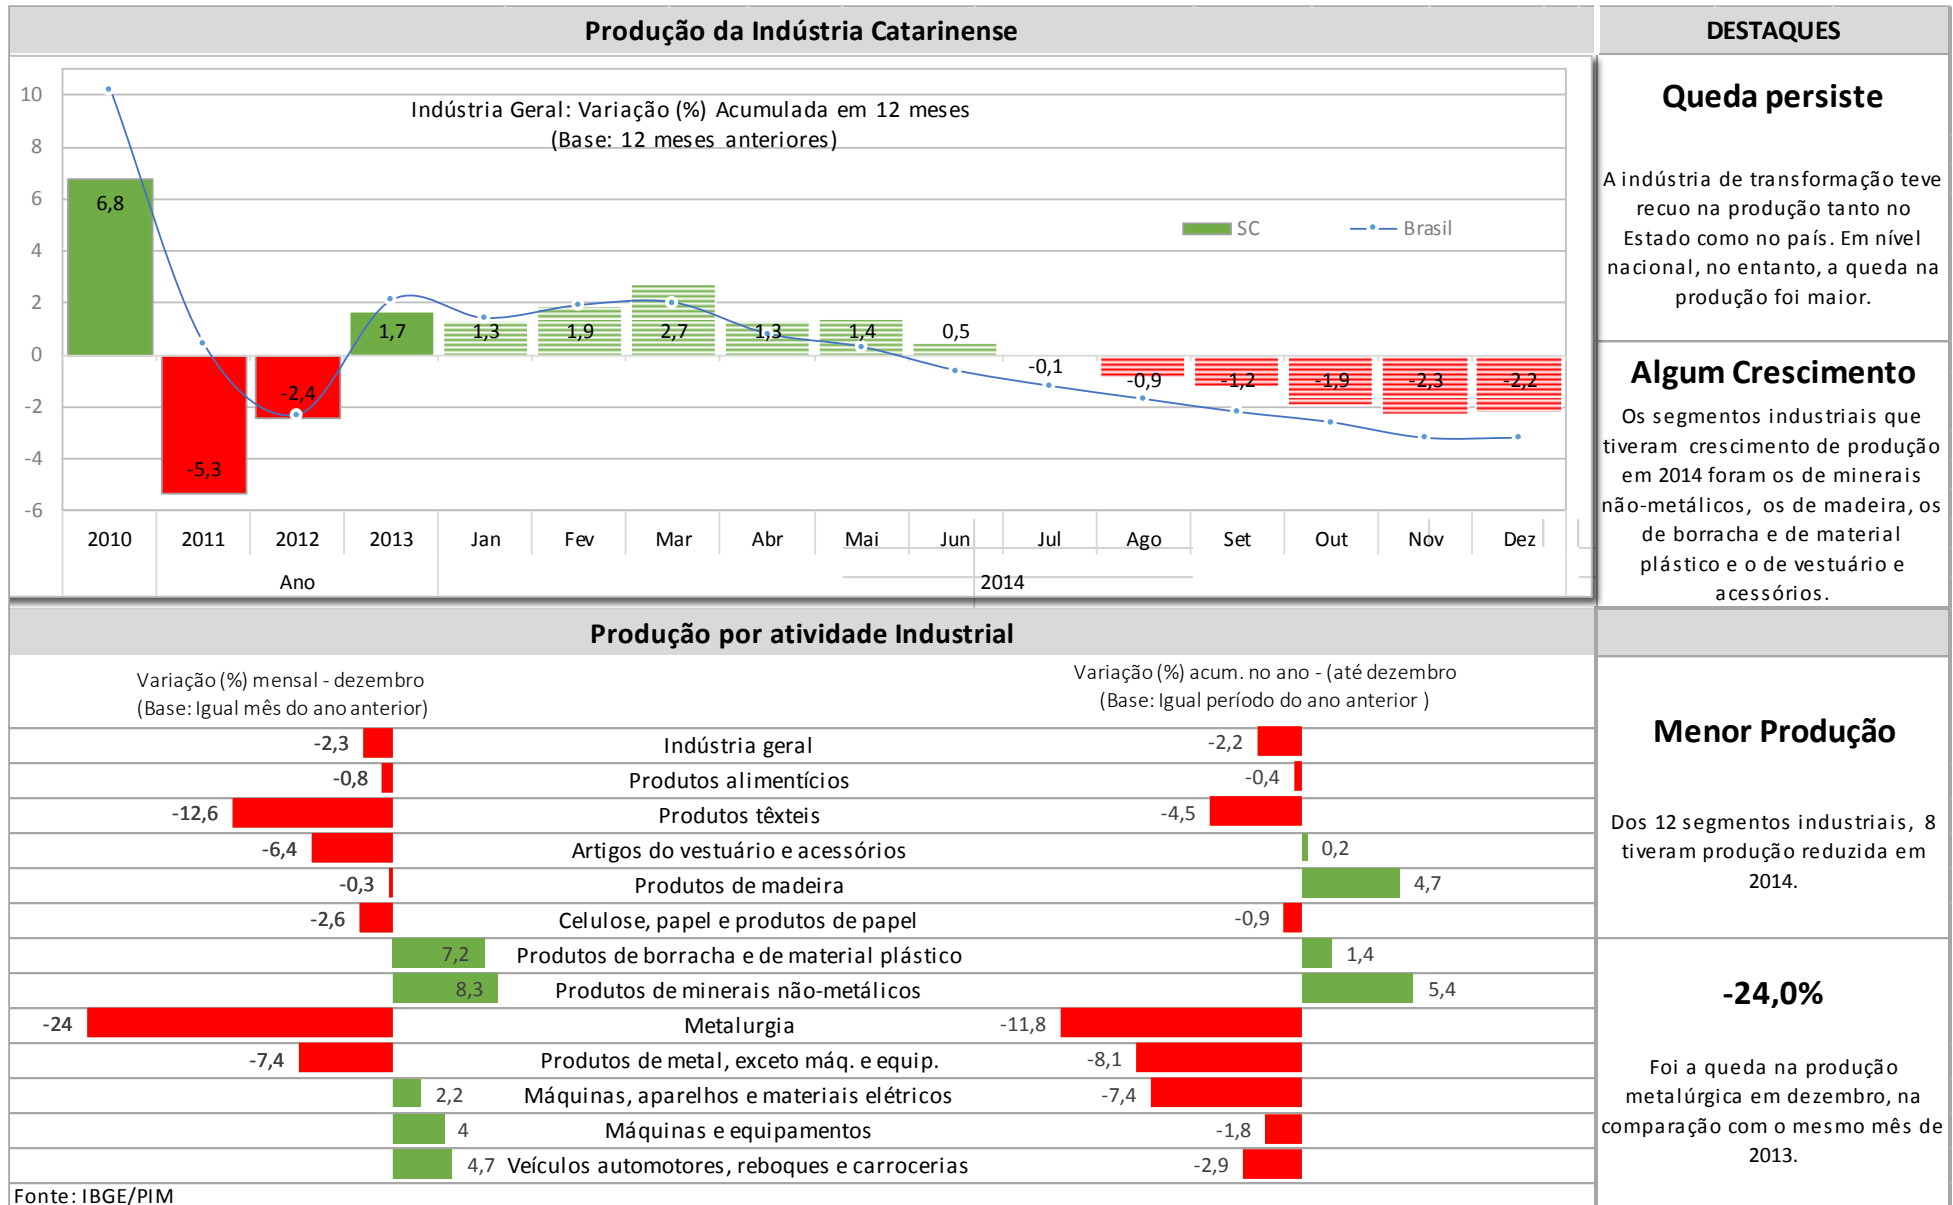 Produção da Indústria Catarinense
DESTAQUES
Indústria Geral: Variação (%) Acumulada em 12 meses
(Base: 12 meses anteriores)
10
8
6
4
2
0
-2
-4
-6
SC
Brasil
6,8
-5,3
-2,4
1,7
1,3
1,9
2,7
1,3
1,4
0,5
-0,1
-0,9
-1,2
-1,9
-2,3
-2,2
2010 2011 2012 2013 Jan Fev Mar Abr Mai Jun Jul Ago Set Out Nov Dez
Ano 2014
Queda persiste
A indústria de transformação teve
recuo na produção tanto no
Estado como no país. Em nível
nacional, no entanto, a queda na
produção foi maior.
Algum Crescimento
Os segmentos industriais que
tiveram crescimento de produção
em 2014 foram os de minerais
não-metálicos, os de madeira, os
de borracha e de material
plástico e o de vestuário e
acessórios.
Produção por atividade Industrial
Variação (%) mensal - dezembro
(Base: Igual mês do ano anterior)
Variação (%) acum. no ano - (até dezembro
(Base: Igual período do ano anterior )
-2,3 Indústria geral -2,2
-0,8 Produtos alimentícios -0,4
-12,6 Produtos têxteis -4,5
-6,4 Artigos do vestuário e acessórios 0,2
-0,3 Produtos de madeira 4,7
-2,6 Celulose, papel e produtos de papel -0,9
7,2 Produtos de borracha e de material plástico 1,4
8,3 Produtos de minerais não-metálicos 5,4
-24 Metalurgia -11,8
-7,4 Produtos de metal, exceto máq. e equip. -8,1
2,2 Máquinas, aparelhos e materiais elétricos -7,4
4 Máquinas e equipamentos -1,8
4,7 Veículos automotores, reboques e carrocerias -2,9
Fonte: IBGE/PIM
Menor Produção
Dos 12 segmentos industriais, 8
tiveram produção reduzida em
2014.
-24,0%
Foi a queda na produção
metalúrgica em dezembro, na
comparação com o mesmo mês de
2013.